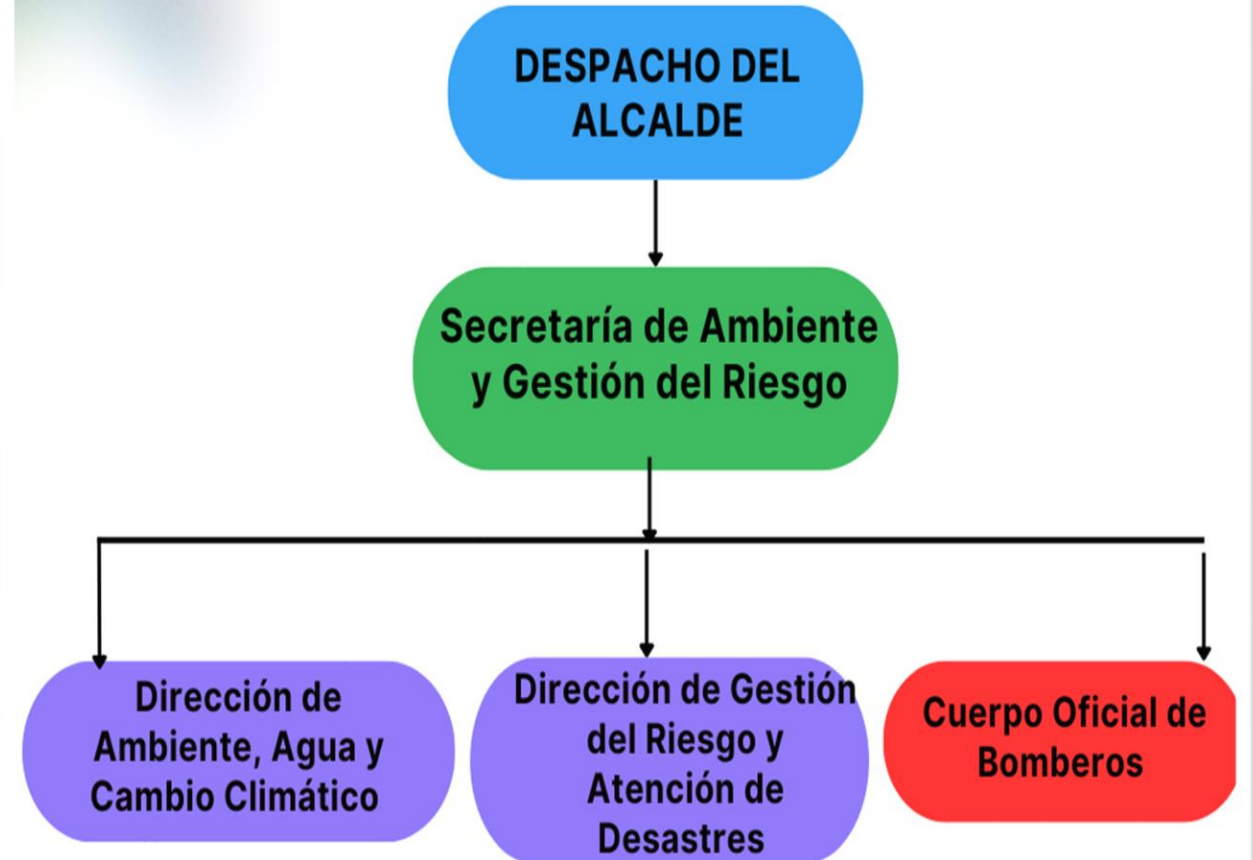 DESPACHO DEL
ALCALDE
Secretaría de Ambiente
y Gestión del Riesgo
Dirección de
Ambiente, Agua y
Cambio Climático
Dirección de Gestión
del Riesgo y
Atención de
Desastres
Cuerpo Oficial de
Bomberos